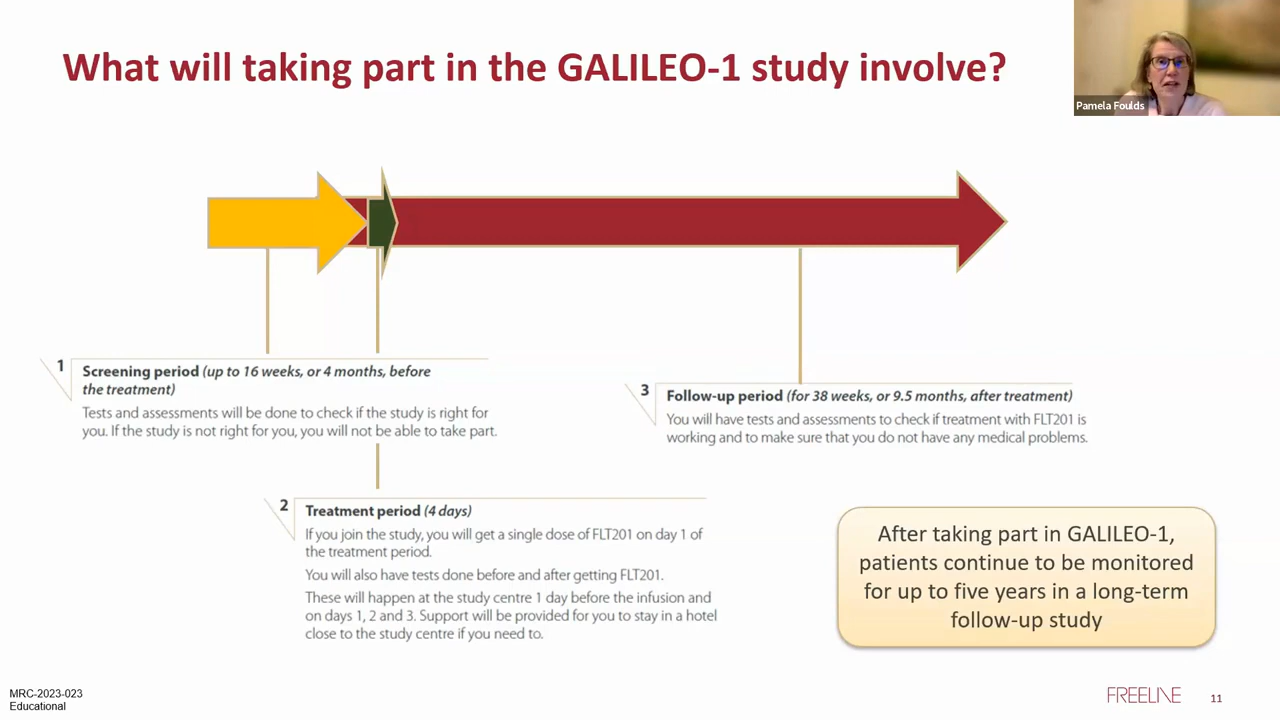 What will taking part in the GALILEO-1 study involve?
Pamela Foulds
1
Screening period (up to 16 weeks, or 4 months, before
the treatment)
Tests and assessments will be done to check if the study is right for
you. If the study is not right for you, you will not be able to take part.
2
Treatment period (4 days)
If you join the study, you will get a single dose of FLT201 on day 1 of
the treatment period.
You will also have tests done before and after getting FLT201.
These will happen at the study centre 1 day before the infusion and
on days 1, 2 and 3. Support will be provided for you to stay in a hotel
close to the study centre if you need to.
3
Follow-up period (for 38 weeks, or 9.5 months, after treatment)
You will have tests and assessments to check if treatment with FLT201 is
working and to make sure that you do not have any medical problems.
After taking part in GALILEO-1,
patients continue to be monitored
for up to five years in a long-term
follow-up study
MRC-2023-023
Educational
FREELINE
11